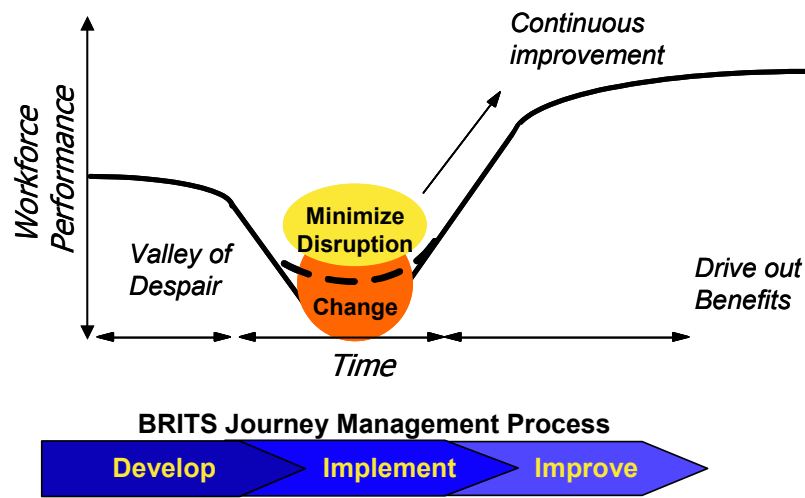 Continuous
improvement
Workforce
Performance
Minimize
Disruption
Valley of
Despair
Change
Drive out
Benefits
Time
BRITS Journey Management Process
Develop
Implement
Improve